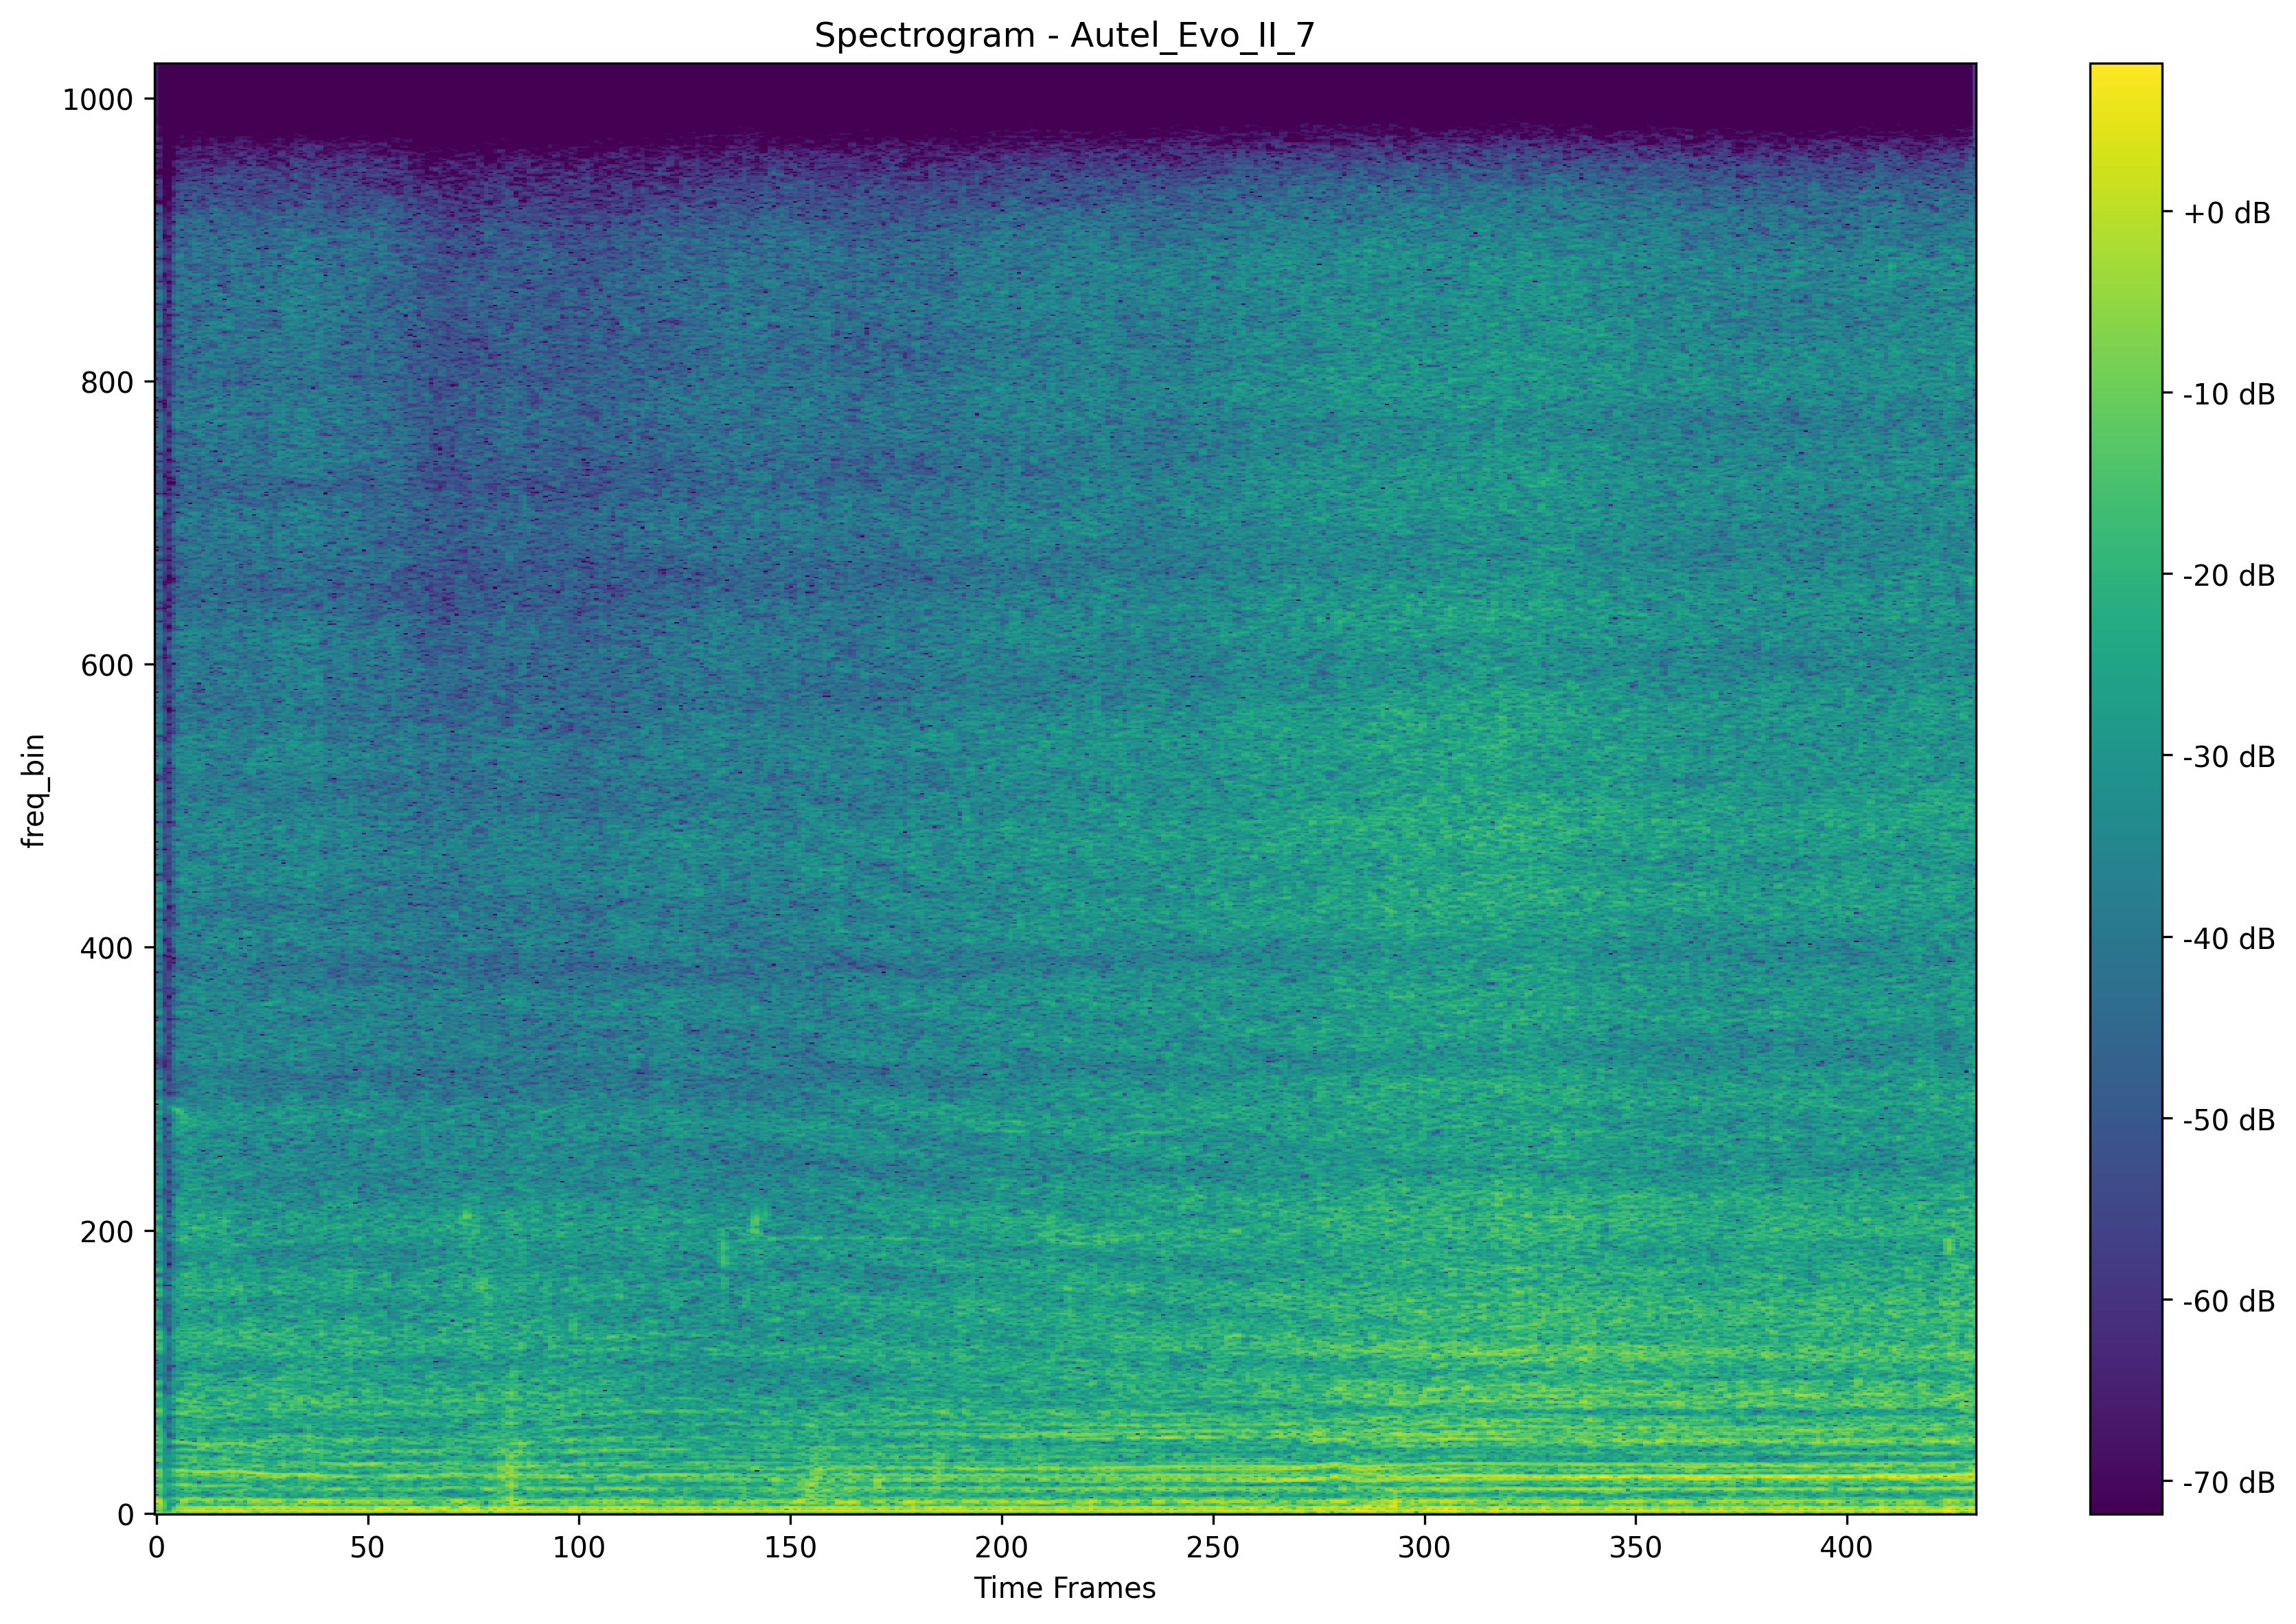 Spectrogram - Autel_Evo_II_7
1000
800
600
400
200
0
freq_bin
0 50 100 150 200 250 300 350 400
Time Frames
+0 dB
-10 dB
-20 dB
-30 dB
-40 dB
-50 dB
-60 dB
-70 dB